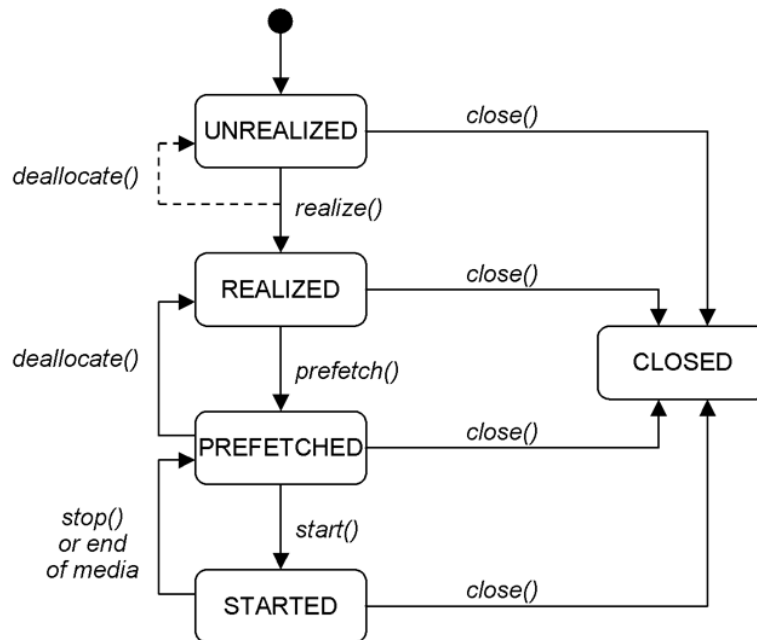 UNREALIZED
close()
deallocate()
realize()
REALIZED
close()
CLOSED
deallocate()
prefetch()
PREFETCHED
close()
stop()
or end
of media
start()
STARTED
close()